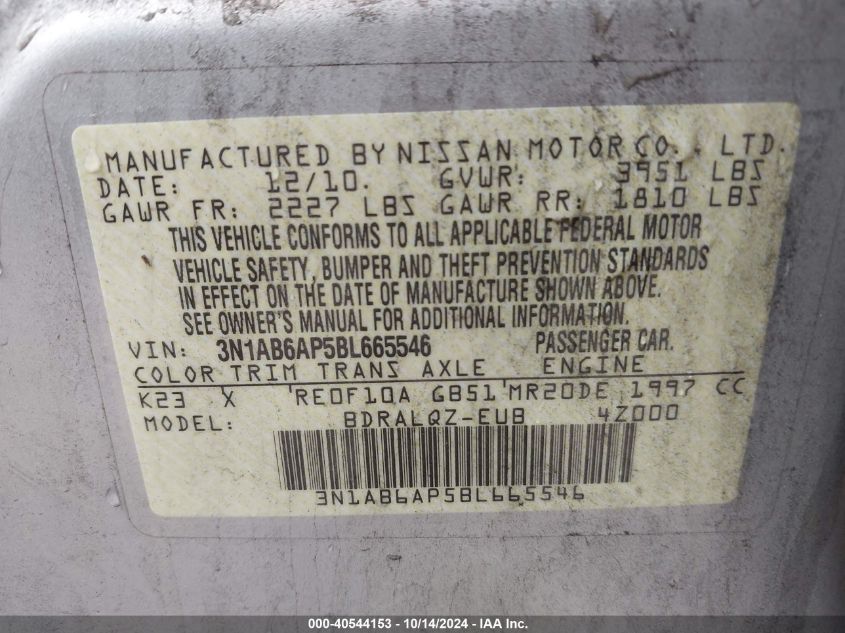 MANUFACTURED BY NISSAN MOTOR CO., LTD.
DATE: 12/10. GVWR: 3951 LBS
GAWR FR: 2227 LBS GAWR RR: 1810 LBS
THIS VEHICLE CONFORMS TO ALL APPLICABLE FEDERAL MOTOR
VEHICLE SAFETY, BUMPER AND THEFT PREVENTION STANDARDS
IN EFFECT ON THE DATE OF MANUFACTURE SHOWN ABOVE.
SEE OWNER'S MANUAL FOR ADDITIONAL INFORMATION.
VIN: 3N1AB6AP5BL665546 PASSENGER CAR.
COLOR TRIM TRANS AXLE ENGINE
K23 X RE0F10A GB51 MR20DE 1997 CC
MODEL: BDRALQZ-EUB 4Z000
3N1AB6AP5BL665546
000-40544153 - 10/14/2024 - IAA Inc.